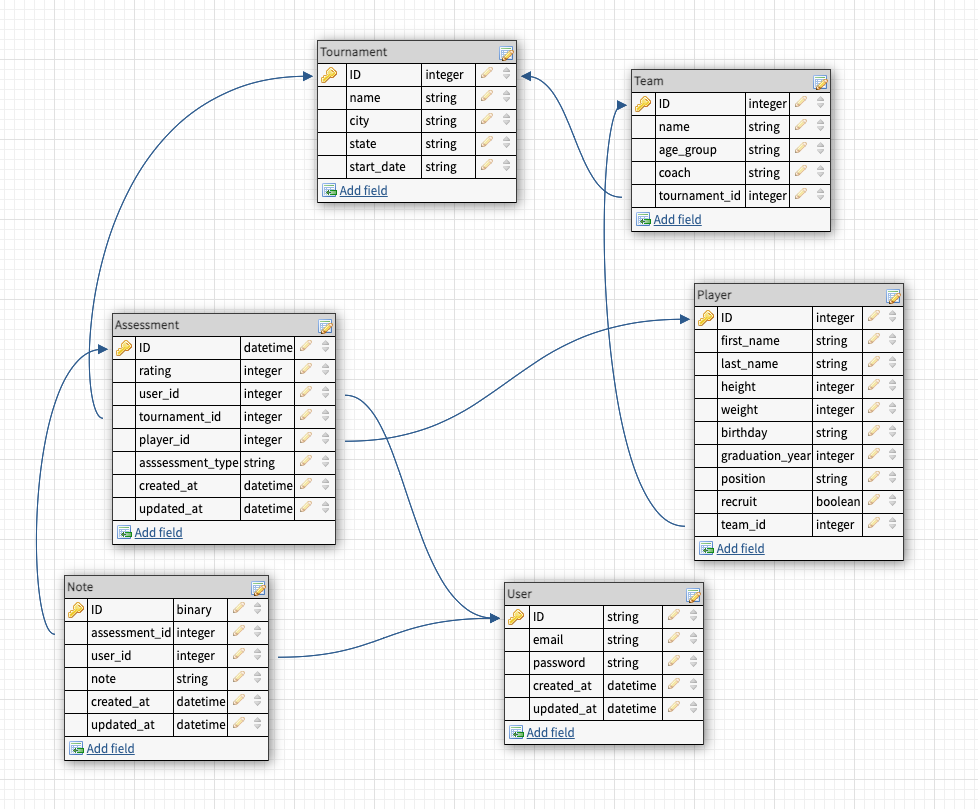 Tournament
ID integer
name string
city string
state string
start_date string
Add field
Team
ID integer
name string
age_group string
coach string
tournament_id integer
Add field
Player
ID integer
first_name string
last_name string
height integer
weight integer
birthday string
graduation_year integer
position string
recruit boolean
team_id integer
Add field
Assessment
ID datetime
rating integer
user_id integer
tournament_id integer
player_id integer
asssessment_type string
created_at datetime
updated_at datetime
Add field
Note
ID binary
assessment_id integer
user_id integer
note string
created_at datetime
updated_at datetime
Add field
User
ID string
email string
password string
created_at datetime
updated_at datetime
Add field